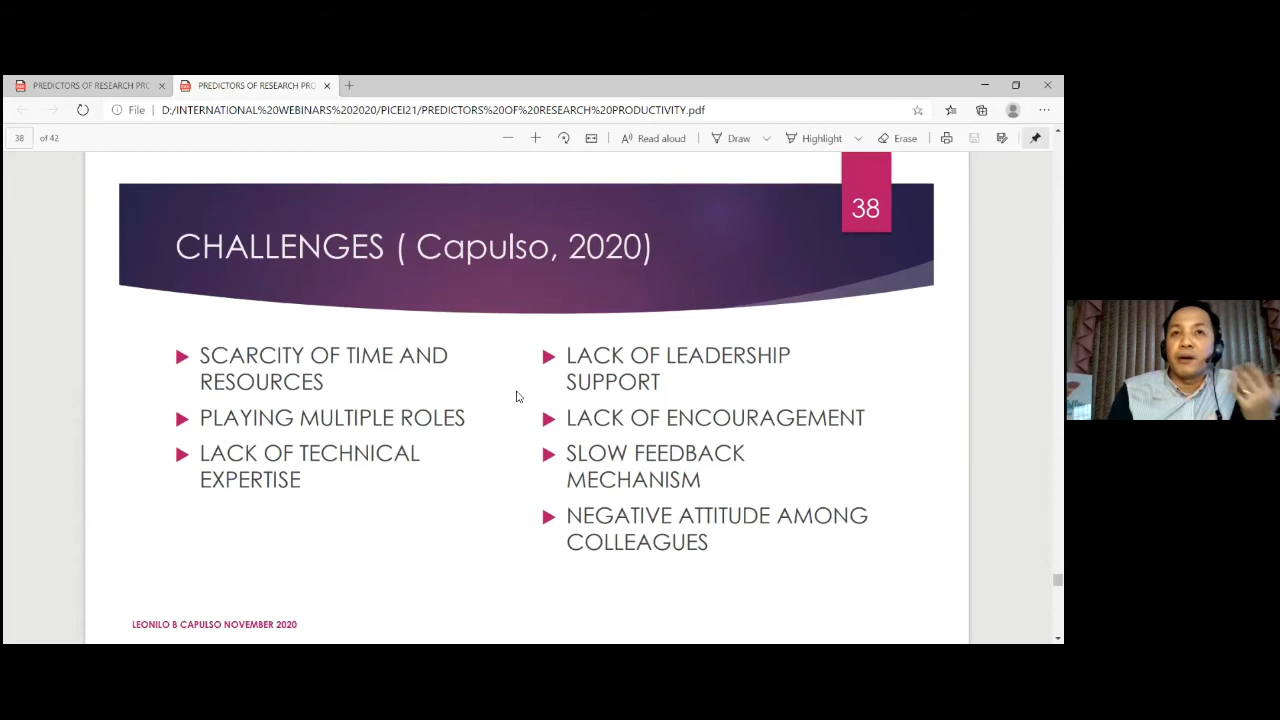 PREDICTORS OF RESEARCH PRO
PREDICTORS OF RESEARCH PRO
File
D:/INTERNATIONAL%20WEBINARS%202020/PICEI21/PREDICTORS%20OF%20RESEARCH%20PRODUCTIVITY.pdf
38 of 42
Read aloud
Draw
Highlight
Erase
38
CHALLENGES ( Capulso, 2020)
SCARCITY OF TIME AND
RESOURCES
PLAYING MULTIPLE ROLES
LACK OF TECHNICAL
EXPERTISE
LACK OF LEADERSHIP
SUPPORT
LACK OF ENCOURAGEMENT
SLOW FEEDBACK
MECHANISM
NEGATIVE ATTITUDE AMONG
COLLEAGUES
LEONILO B CAPULSO NOVEMBER 2020